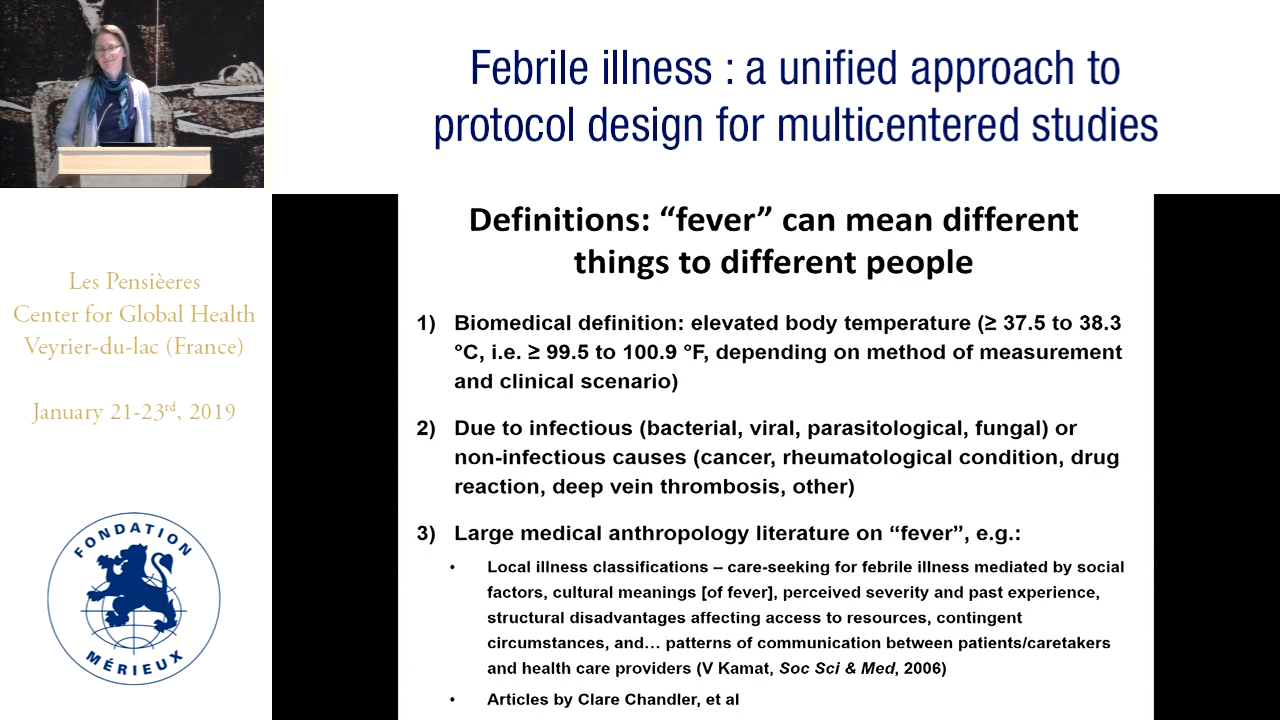 Febrile illness : a unified approach to
protocol design for multicentered studies
Les Pensièeres
Center for Global Health
Veyrier-du-lac (France)
January 21-23rd, 2019
FONDATION
MÉRIEUX
Definitions: “fever” can mean different
things to different people
1) Biomedical definition: elevated body temperature (≥ 37.5 to 38.3
°C, i.e. ≥ 99.5 to 100.9 °F, depending on method of measurement
and clinical scenario)
2) Due to infectious (bacterial, viral, parasitological, fungal) or
non-infectious causes (cancer, rheumatological condition, drug
reaction, deep vein thrombosis, other)
3) Large medical anthropology literature on “fever”, e.g.:
• Local illness classifications – care-seeking for febrile illness mediated by social
factors, cultural meanings [of fever], perceived severity and past experience,
structural disadvantages affecting access to resources, contingent
circumstances, and… patterns of communication between patients/caretakers
and health care providers (V Kamat, Soc Sci & Med, 2006)
• Articles by Clare Chandler, et al